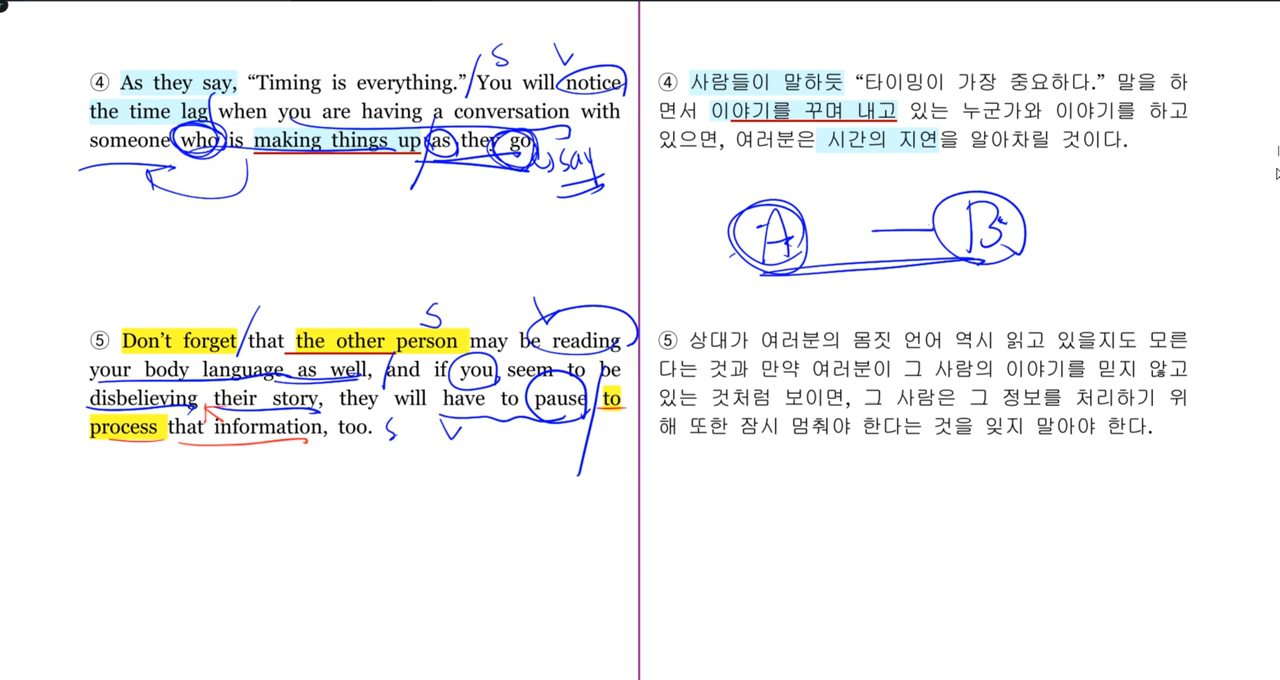 S V
④ As they say, “Timing is everything.” You will notice
the time lag when you are having a conversation with
someone who is making things up as they go.
say
④ 사람들이 말하듯 “타이밍이 가장 중요하다.” 말을 하
면서 이야기를 꾸며 내고 있는 누군가와 이야기를 하고
있으면, 여러분은 시간의 지연을 알아차릴 것이다.
A B
S V
⑤ Don’t forget that the other person may be reading
your body language as well, and if you seem to be
disbelieving their story, they will have to pause to
process that information, too.
S V
⑤ 상대가 여러분의 몸짓 언어 역시 읽고 있을지도 모른
다는 것과 만약 여러분이 그 사람의 이야기를 믿지 않고
있는 것처럼 보이면, 그 사람은 그 정보를 처리하기 위
해 또한 잠시 멈춰야 한다는 것을 잊지 말아야 한다.